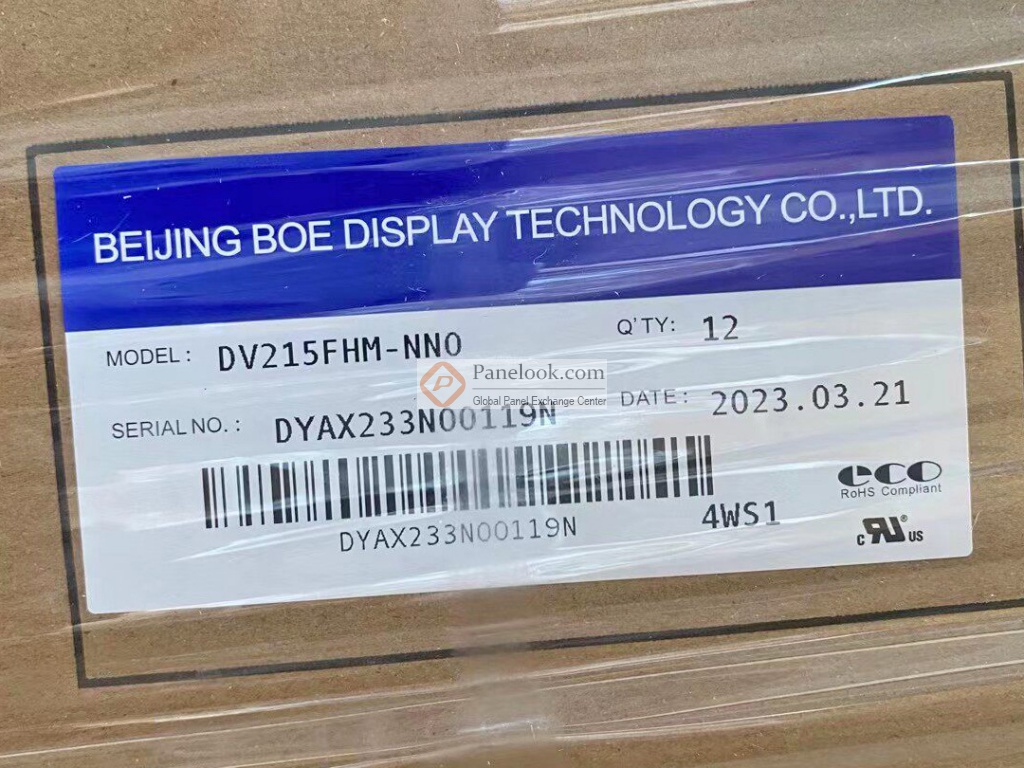 BEIJING BOE DISPLAY TECHNOLOGY CO.,LTD.
MODEL: DV215FHM-NN0 Q'TY: 12
Panelook.com
Global Panel Exchange Center
SERIAL NO.: DYAX233N00119N DATE: 2023.03.21
DYAX233N00119N 4WS1
eco
RoHS Compliant
c RU ® US